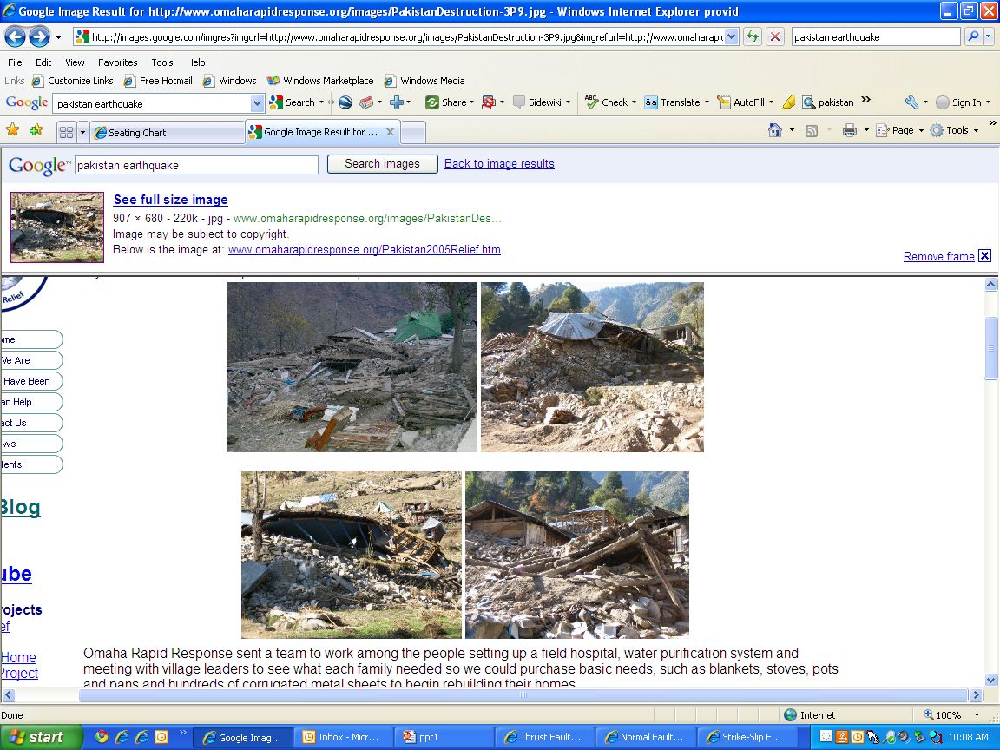 Google Image Result for http://www.omaharapidresponse.org/images/PakistanDestruction-3P9.jpg - Windows Internet Explorer provid
http://images.google.com/imgres?imgurl=http://www.omaharapidresponse.org/images/PakistanDestruction-3P9.jpg&imgrefurl=http://www.omaharapid pakistan earthquake
File Edit View Favorites Tools Help
Links Customize Links Free Hotmail Windows Windows Marketplace Windows Media
Google pakistan earthquake Search Share Sidewiki Check Translate AutoFill pakistan Sign In
Seating Chart Google Image Result for ... Page Tools
Google pakistan earthquake Search images Back to image results
See full size image
907 × 680 - 220k - jpg - www.omaharapidresponse.org/images/PakistanDes...
Image may be subject to copyright.
Below is the image at: www.omaharapidresponse.org/Pakistan2005Relief.htm
Remove frame
Relief
ome
We Are
Have Been
an Help
act Us
ws
tents
Blog
ube
rojects
ef
Home
Project
Omaha Rapid Response sent a team to work among the people setting up a field hospital, water purification system and
meeting with village leaders to see what each family needed so we could purchase basic needs, such as blankets, stoves, pots
and pans and hundreds of corrugated metal sheets to begin rebuilding their homes
Done Internet 100%
start Google Imag... Inbox - Micr... ppt1 Thrust Fault... Normal Fault... Strike-Slip F... 10:08 AM